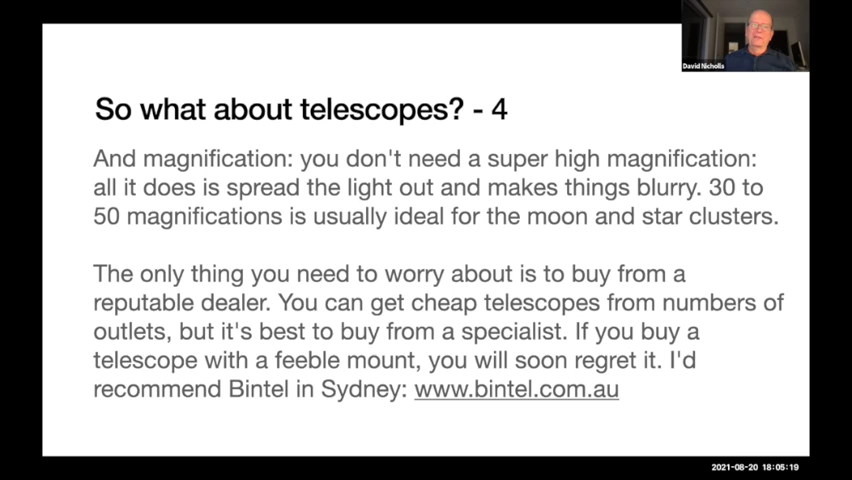 David Nicholls
So what about telescopes? - 4
And magnification: you don't need a super high magnification:
all it does is spread the light out and makes things blurry. 30 to
50 magnifications is usually ideal for the moon and star clusters.
The only thing you need to worry about is to buy from a
reputable dealer. You can get cheap telescopes from numbers of
outlets, but it's best to buy from a specialist. If you buy a
telescope with a feeble mount, you will soon regret it. I'd
recommend Bintel in Sydney: www.bintel.com.au
2021-08-20 18:05:19